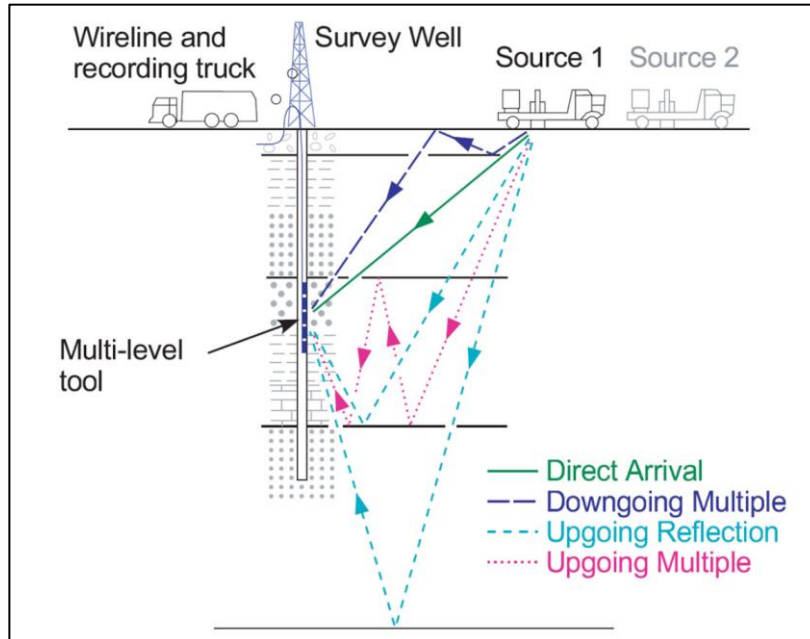 Wireline and
recording truck
Survey Well
Source 1
Source 2
Multi-level
tool
Direct Arrival
Downgoing Multiple
Upgoing Reflection
Upgoing Multiple